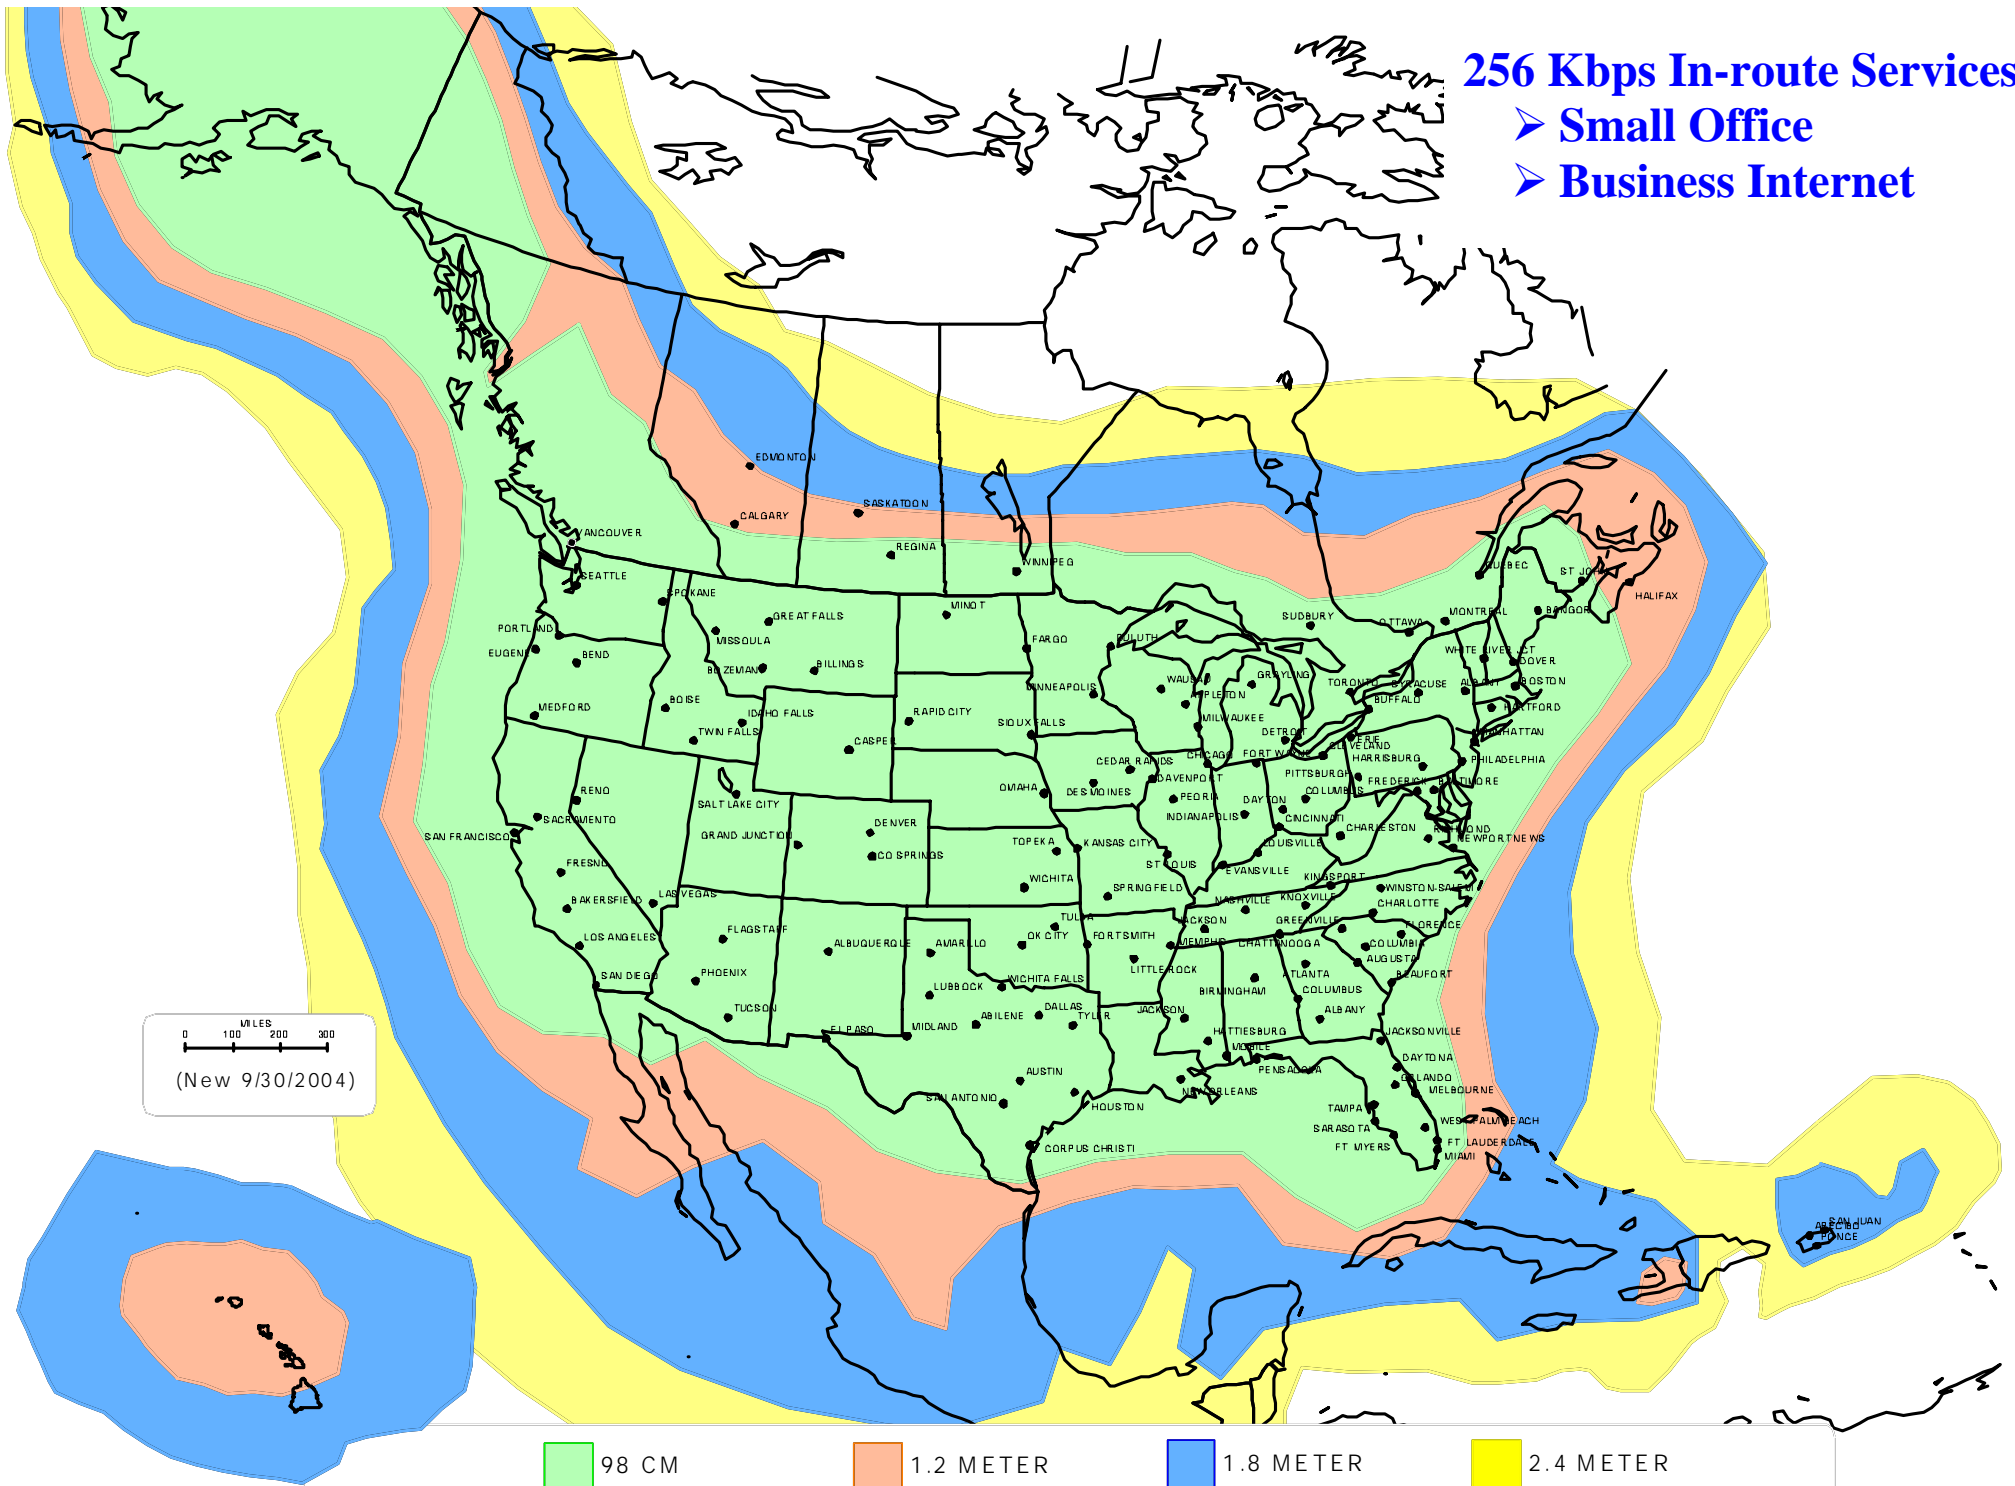 256 Kbps In-route Services
➢ Small Office
➢ Business Internet
EDMONTON
SASKATOON
CALGARY
VANCOUVER
REGINA
WINNIPEG
QUEBEC
ST JOHN
HALIFAX
SEATTLE
SPOKANE
GREAT FALLS
MINOT
MISSOULA
SUDBURY
OTTAWA
MONTREAL
BANGOR
PORTLAND
EUGENE
BEND
BOZEMAN
BILLINGS
FARGO
DULUTH
WHITE RIVER JCT
DOVER
MINNEAPOLIS
WAUSAU
GRAYLING
APPLETON
TORONTO
SYRACUSE
ALBANY
BOSTON
BUFFALO
HARTFORD
MEDFORD
BOISE
IDAHO FALLS
TWIN FALLS
RAPID CITY
SIOUX FALLS
MILWAUKEE
DETROIT
ERIE
MANHATTAN
CASPER
CHICAGO
FORT WAYNE
CLEVELAND
HARRISBURG
PHILADELPHIA
CEDAR RAPIDS
DAVENPORT
PITTSBURGH
FREDERICK
BALTIMORE
RENO
SALT LAKE CITY
OMAHA
DES MOINES
PEORIA
DAYTON
COLUMBUS
SACRAMENTO
SAN FRANCISCO
GRAND JUNCTION
DENVER
INDIANAPOLIS
CINCINNATI
CHARLESTON
RICHMOND
NEWPORT NEWS
CO SPRINGS
TOPEKA
KANSAS CITY
ST LOUIS
LOUISVILLE
EVANSVILLE
FRESNO
WICHITA
SPRINGFIELD
KINGSPORT
WINSTON-SALEM
BAKERSFIELD
LAS VEGAS
NASHVILLE
KNOXVILLE
CHARLOTTE
TULSA
JACKSON
GREENVILLE
FLORENCE
LOS ANGELES
FLAGSTAFF
ALBUQUERQUE
AMARILLO
OK CITY
FORT SMITH
MEMPHIS
CHATTANOOGA
COLUMBIA
AUGUSTA
SAN DIEGO
PHOENIX
LITTLE ROCK
ATLANTA
BEAUFORT
WICHITA FALLS
LUBBOCK
BIRMINGHAM
COLUMBUS
TUCSON
DALLAS
TYLER
JACKSON
ALBANY
EL PASO
MIDLAND
ABILENE
HATTIESBURG
JACKSONVILLE
MOBILE
PENSACOLA
DAYTONA
AUSTIN
ORLANDO
MELBOURNE
SAN ANTONIO
HOUSTON
NEW ORLEANS
TAMPA
WEST PALM BEACH
SARASOTA
FT MYERS
FT LAUDERDALE
MIAMI
CORPUS CHRISTI
MILES
0 100 200 300
(New 9/30/2004)
SAN JUAN
ARECIBO
PONCE
98 CM
1.2 METER
1.8 METER
2.4 METER